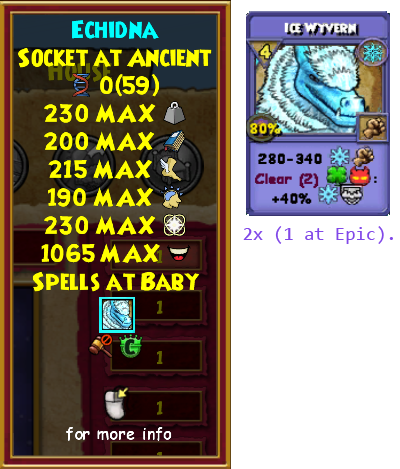 Echidna
Socket at Ancient
HOUSE
0(59)
230 MAX
200 MAX
215 MAX
190 MAX
230 MAX
1065 MAX
Spells at Baby
1
1
1
for more info
Ice Wyvern
4
80%
280-340
Clear (2) :
+40%
2x (1 at Epic).